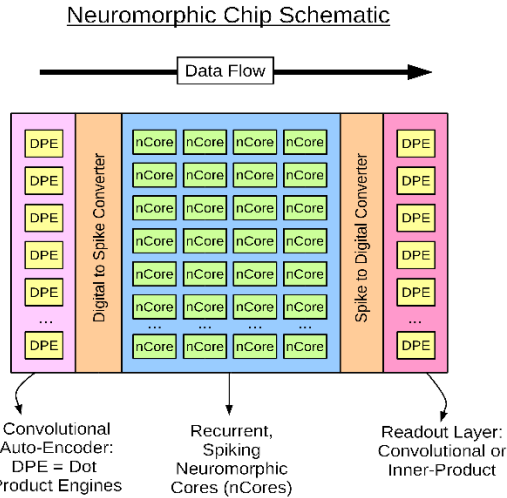 Neuromorphic Chip Schematic
Data Flow
DPE
DPE
DPE
DPE
DPE
...
DPE
Digital to Spike Converter
nCore nCore nCore nCore
nCore nCore nCore nCore
nCore nCore nCore nCore
nCore nCore nCore nCore
nCore nCore nCore nCore
nCore nCore nCore nCore
... ... ... ...
nCore nCore nCore nCore
Spike to Digital Converter
DPE
DPE
DPE
DPE
DPE
...
DPE
Convolutional
Auto-Encoder:
DPE = Dot
Product Engines
Recurrent,
Spiking
Neuromorphic
Cores (nCores)
Readout Layer:
Convolutional or
Inner-Product